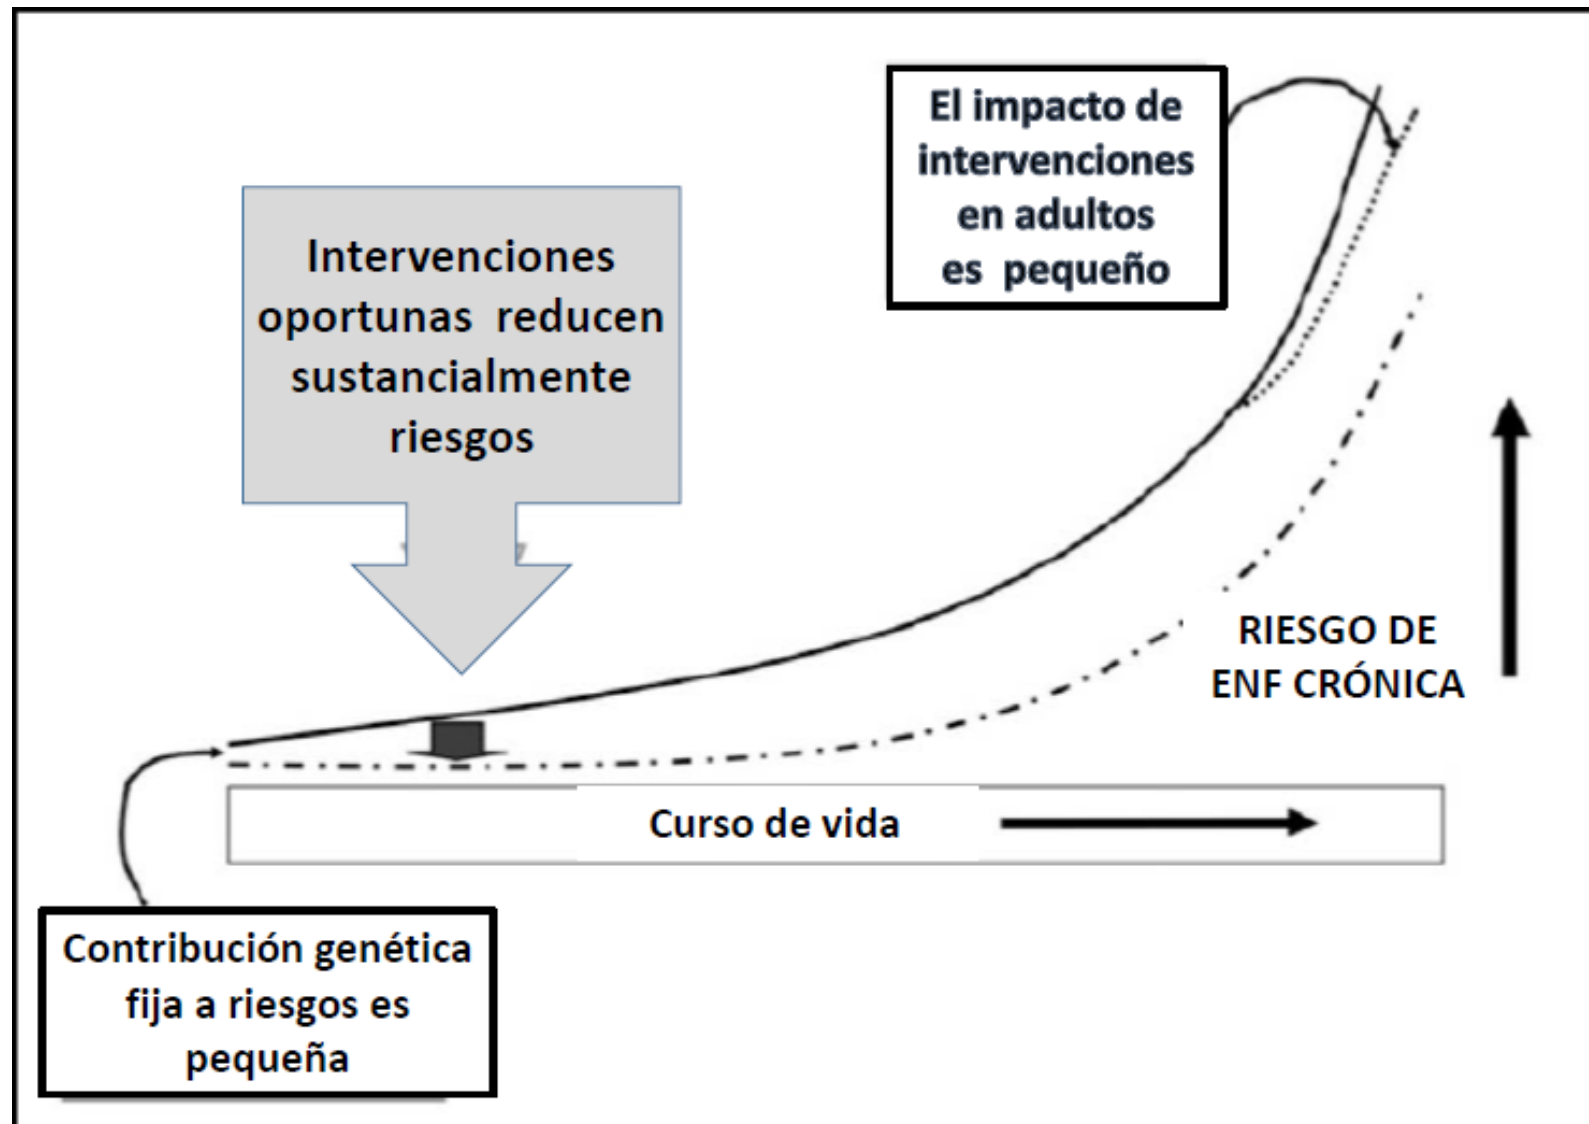 El impacto de
intervenciones
en adultos
es pequeño
Intervenciones
oportunas reducen
sustancialmente
riesgos
RIESGO DE
ENF CRÓNICA
Curso de vida
Contribución genética
fija a riesgos es
pequeña